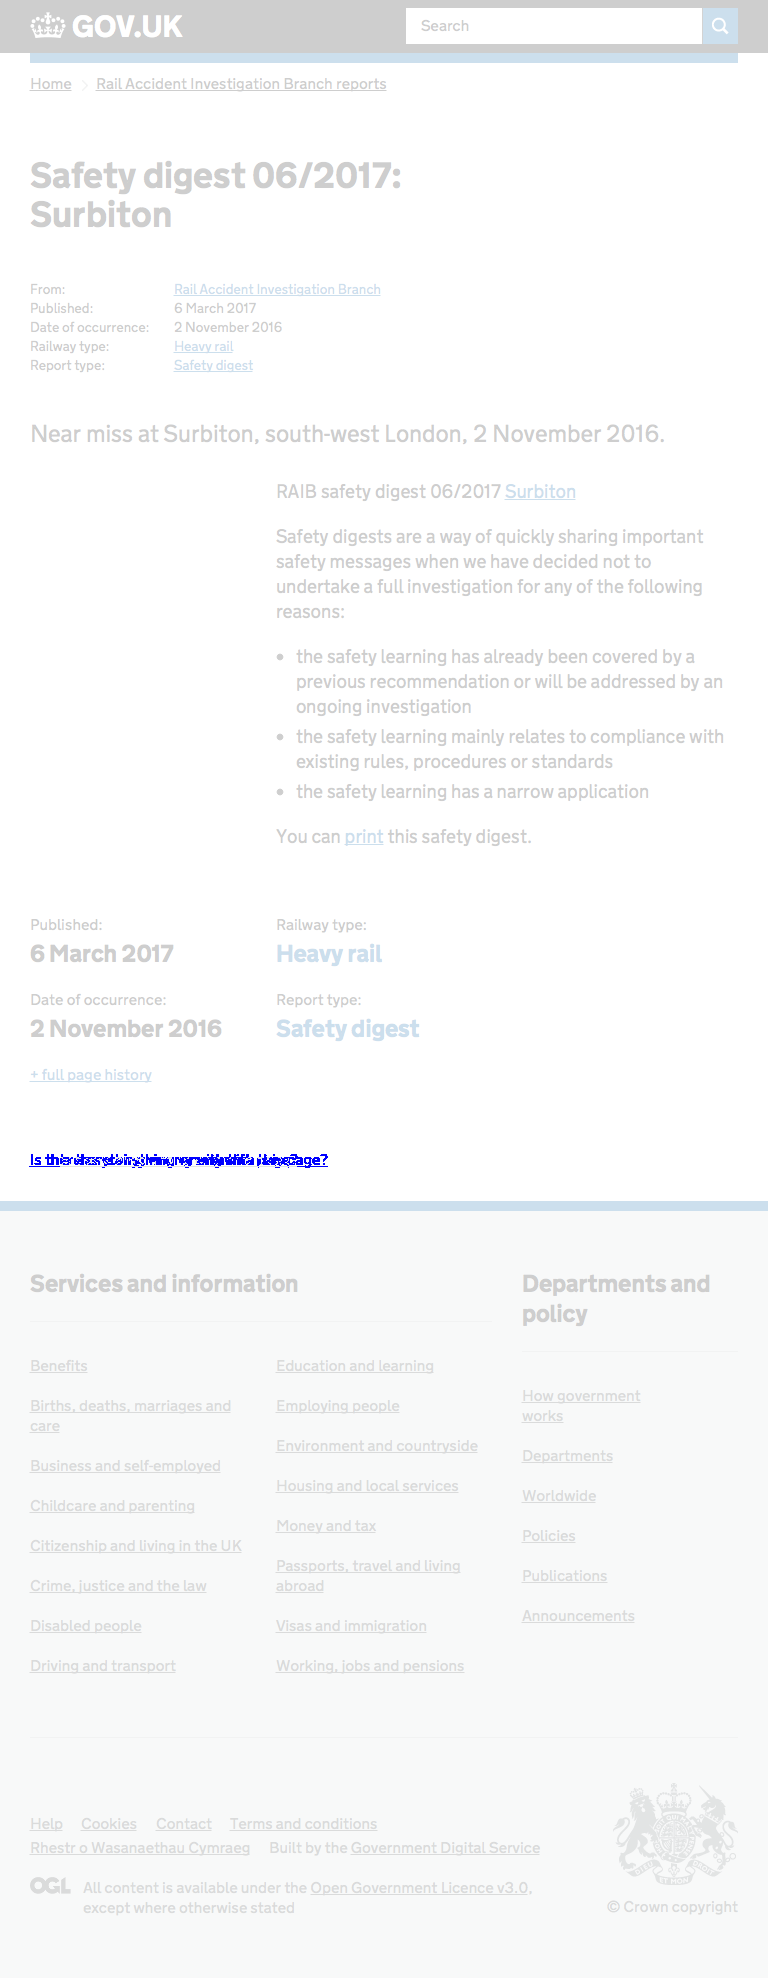 GOV.UK
Search
Home
Rail Accident Investigation Branch reports
Safety digest 06/2017:
Surbiton
From: Rail Accident Investigation Branch
Published: 6 March 2017
Date of occurrence: 2 November 2016
Railway type: Heavy rail
Report type: Safety digest
Near miss at Surbiton, south-west London, 2 November 2016.
RAIB safety digest 06/2017 Surbiton
Safety digests are a way of quickly sharing important
safety messages when we have decided not to
undertake a full investigation for any of the following
reasons:
• the safety learning has already been covered by a
previous recommendation or will be addressed by an
ongoing investigation
• the safety learning mainly relates to compliance with
existing rules, procedures or standards
• the safety learning has a narrow application
You can print this safety digest.
Published:
6 March 2017
Date of occurrence:
2 November 2016
Railway type:
Heavy rail
Report type:
Safety digest
+ full page history
Services and information
Benefits
Births, deaths, marriages and
care
Business and self-employed
Childcare and parenting
Citizenship and living in the UK
Crime, justice and the law
Disabled people
Driving and transport
Education and learning
Employing people
Environment and countryside
Housing and local services
Money and tax
Passports, travel and living
abroad
Visas and immigration
Working, jobs and pensions
Departments and
policy
How government
works
Departments
Worldwide
Policies
Publications
Announcements
Help Cookies Contact Terms and conditions
Rhestr o Wasanaethau Cymraeg Built by the Government Digital Service
OGL All content is available under the Open Government Licence v3.0,
except where otherwise stated
© Crown copyright